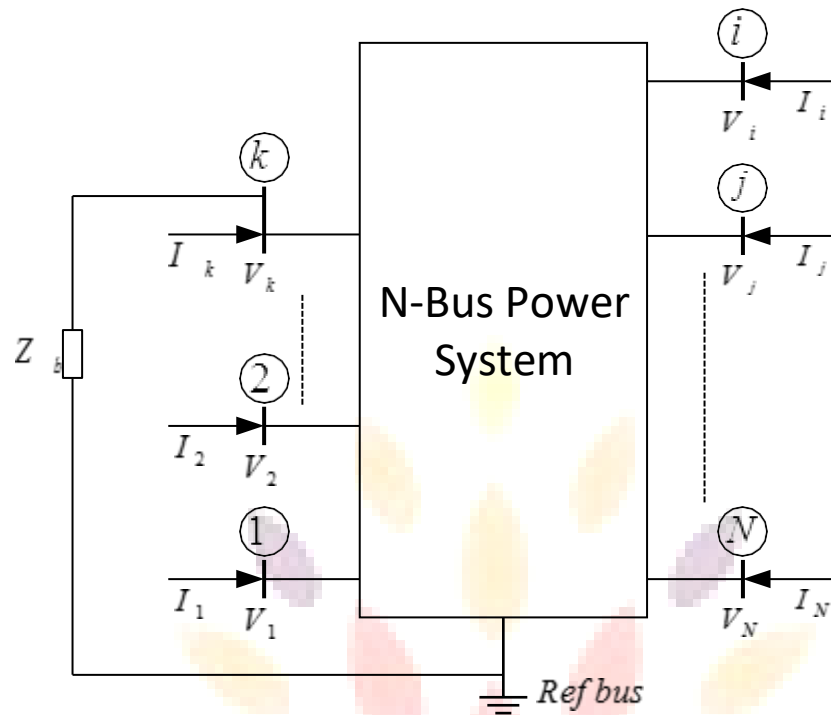 i
I i
V i
k
j
I k
V k
I j
V j
N-Bus Power
System
Z b
2
I 2
V 2
1
N
I 1
V 1
V N
I N
Ref bus